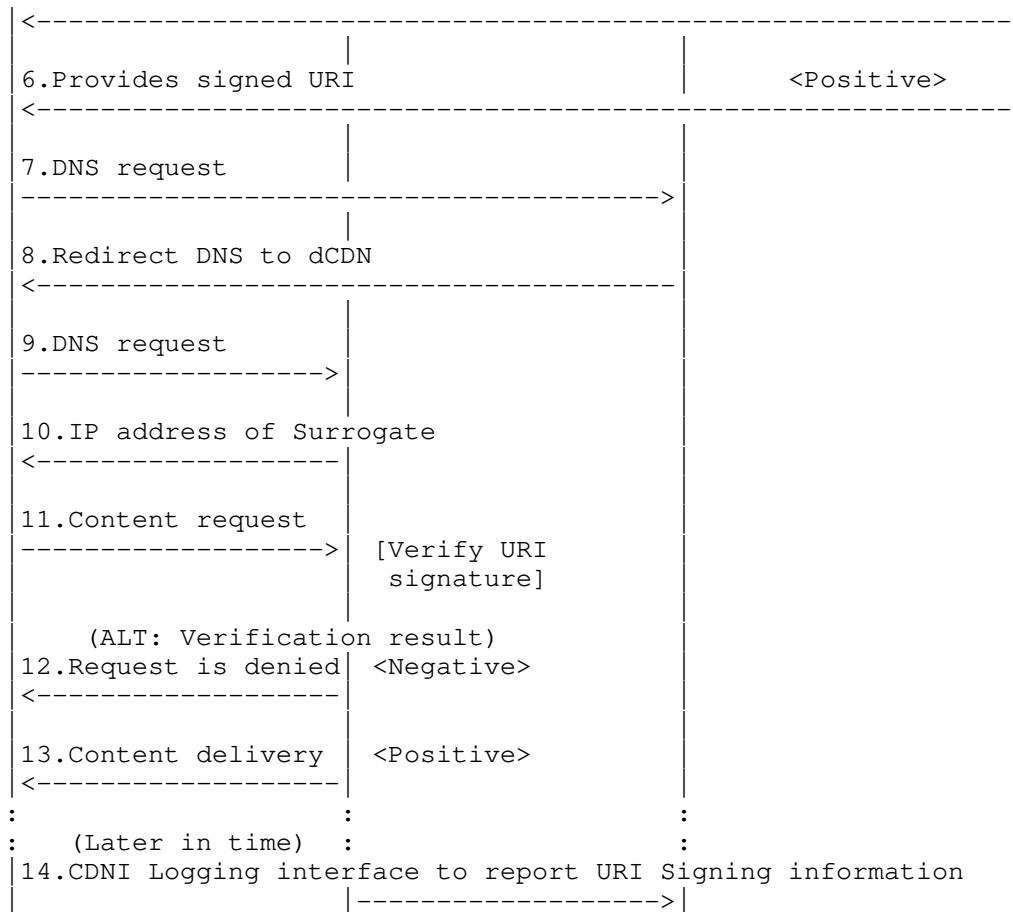 6.Provides signed URI <Positive>
7.DNS request
8.Redirect DNS to dCDN
9.DNS request
10.IP address of Surrogate
11.Content request
[Verify URI
signature]
(ALT: Verification result)
12.Request is denied <Negative>
13.Content delivery <Positive>
: : :
: (Later in time) : :
14.CDNI Logging interface to report URI Signing information